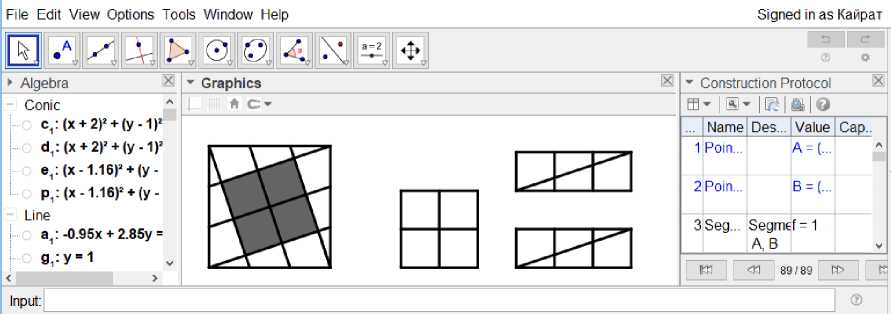 File Edit View Options Tools Window Help
Signed in as Кайрат
A
a=2
Algebra
Graphics
Construction Protocol
Conic
c₁: (x + 2)² + (y - 1)²
d₁: (x + 2)² + (y - 1)²
e₁: (x - 1.16)² + (y -
p₁: (x - 1.16)² + (y -
Line
a₁: -0.95x + 2.85y =
g₁: y = 1
... Name Des... Value Cap...
1 Poin... A = (...
2 Poin... B = (...
3 Seg... Segme f = 1
A, B
89 / 89
Input: